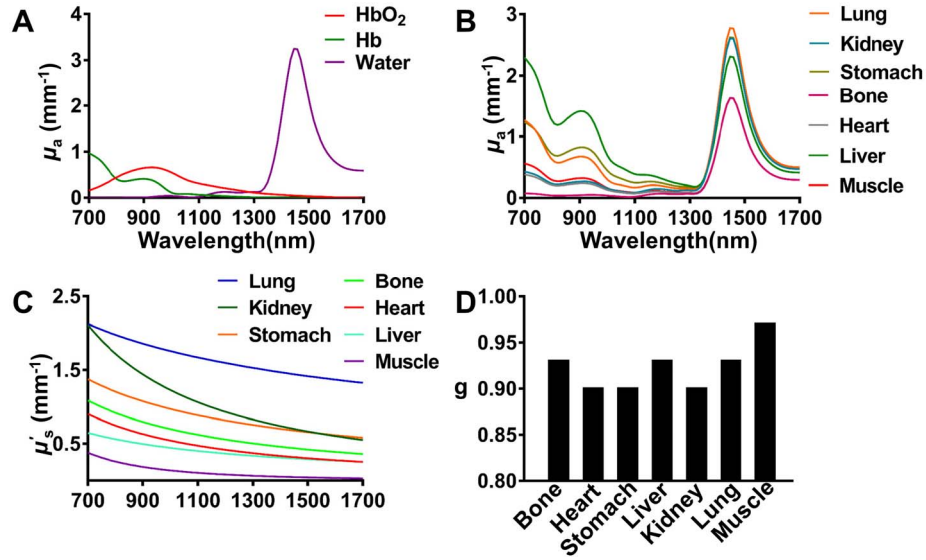 A
HbO2
Hb
Water
μa (mm-1)
4
3
2
1
0
700 900 1100 1300 1500 1700
Wavelength(nm)
B
Lung
Kidney
Stomach
Bone
Heart
Liver
Muscle
μa (mm-1)
3
2
1
0
700 900 1100 1300 1500 1700
Wavelength(nm)
C
Lung
Kidney
Stomach
Bone
Heart
Liver
Muscle
μ's (mm-1)
2.5
1.5
0.5
700 900 1100 1300 1500 1700
Wavelength(nm)
D
g
1.00
0.95
0.90
0.85
0.80
Bone Heart Stomach Liver Kidney Lung Muscle